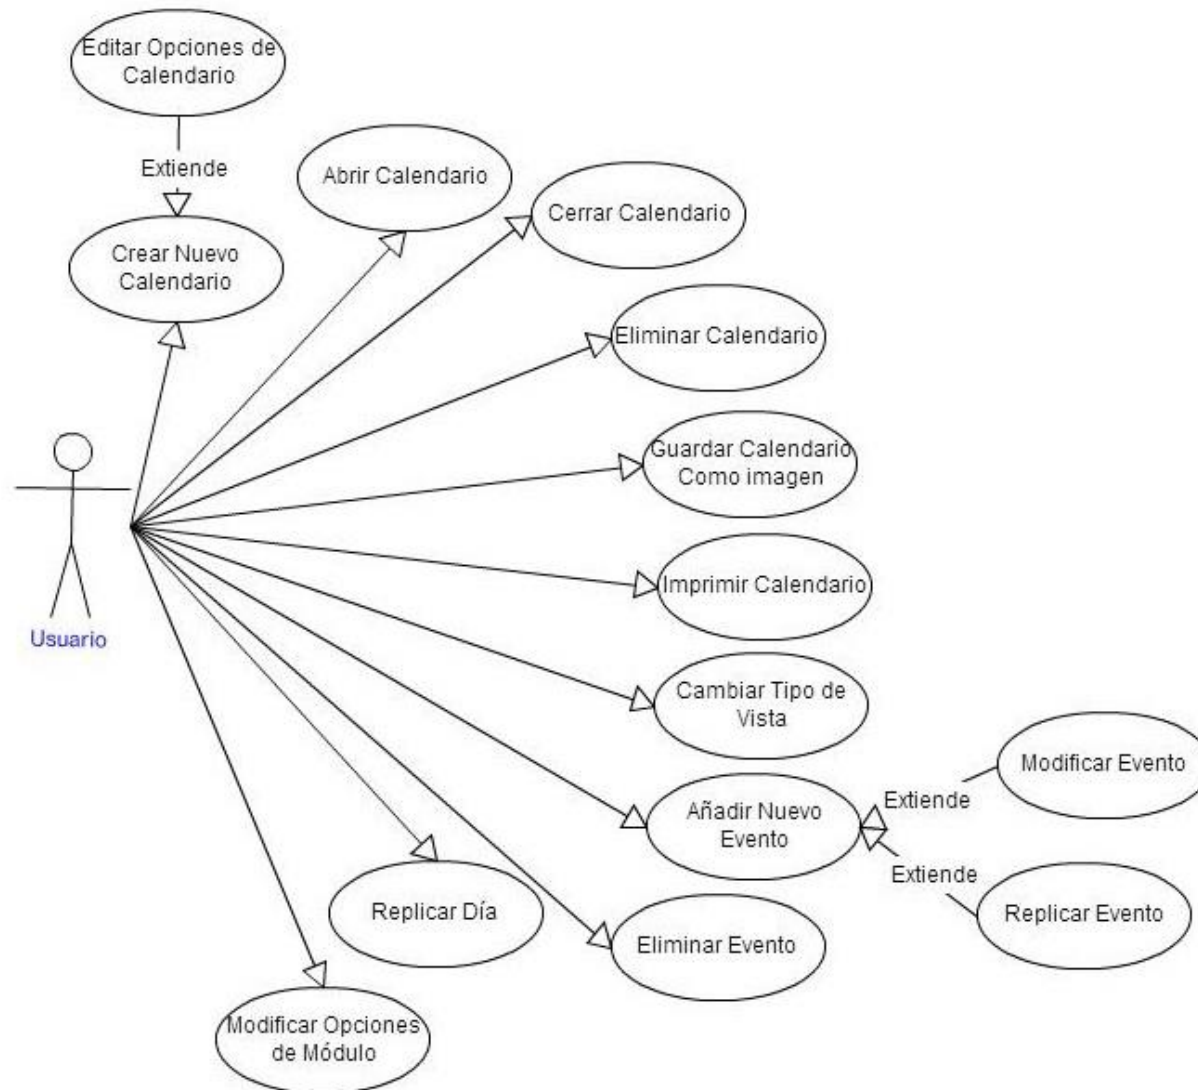 Editar Opciones de
Calendario
Extiende
Crear Nuevo
Calendario
Abrir Calendario
Cerrar Calendario
Eliminar Calendario
Guardar Calendario
Como imagen
Imprimir Calendario
Usuario
Cambiar Tipo de
Vista
Añadir Nuevo
Evento
Extiende
Modificar Evento
Extiende
Replicar Evento
Replicar Día
Eliminar Evento
Modificar Opciones
de Módulo